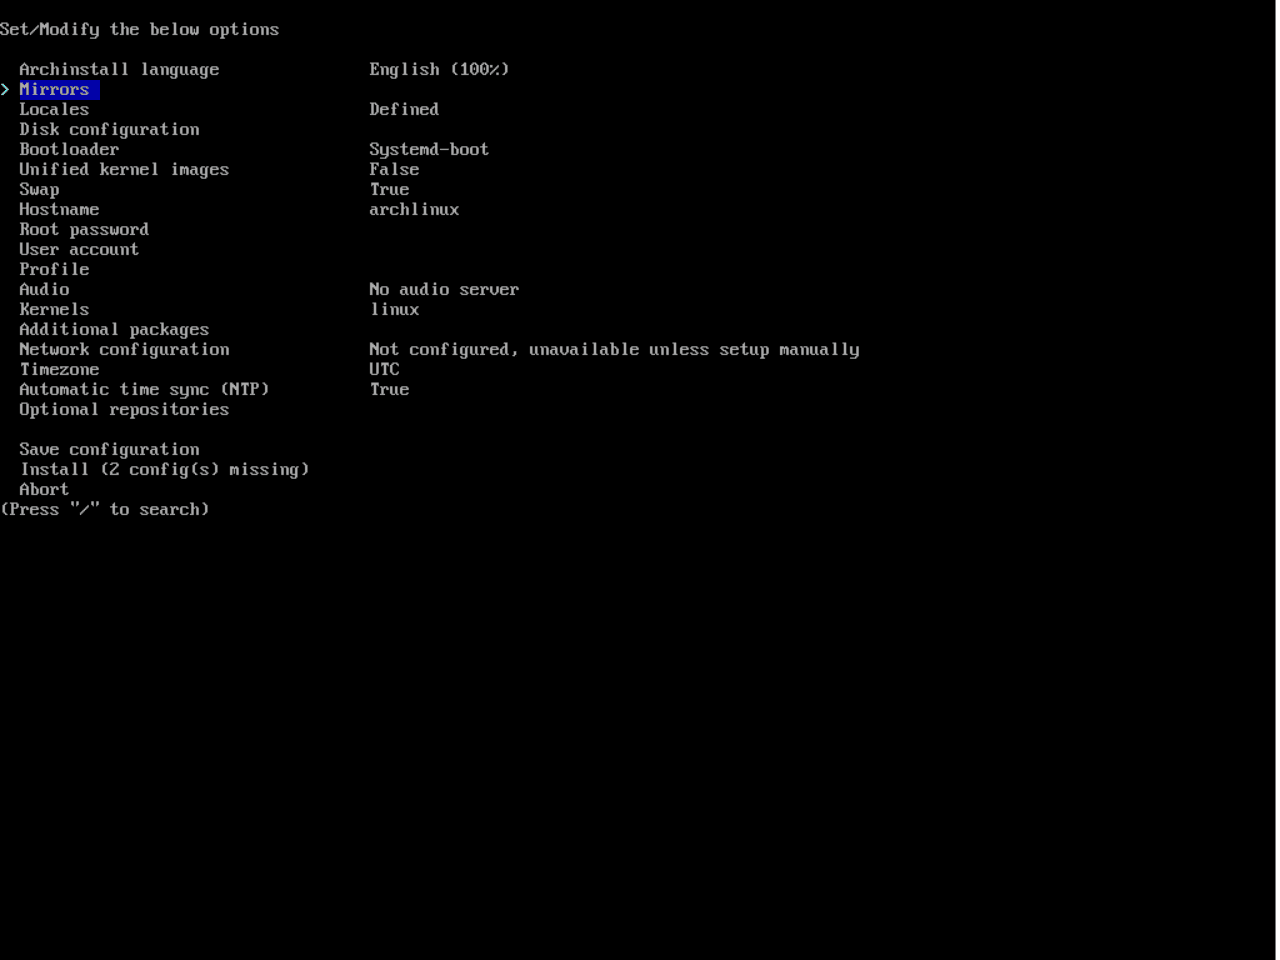 Set/Modify the below options
Archinstall language English (100%)
> Mirrors
Locales Defined
Disk configuration
Bootloader Systemd-boot
Unified kernel images False
Swap True
Hostname archlinux
Root password
User account
Profile
Audio No audio server
Kernels linux
Additional packages
Network configuration Not configured, unavailable unless setup manually
Timezone UTC
Automatic time sync (NTP) True
Optional repositories
Save configuration
Install (2 config(s) missing)
Abort
(Press "/" to search)